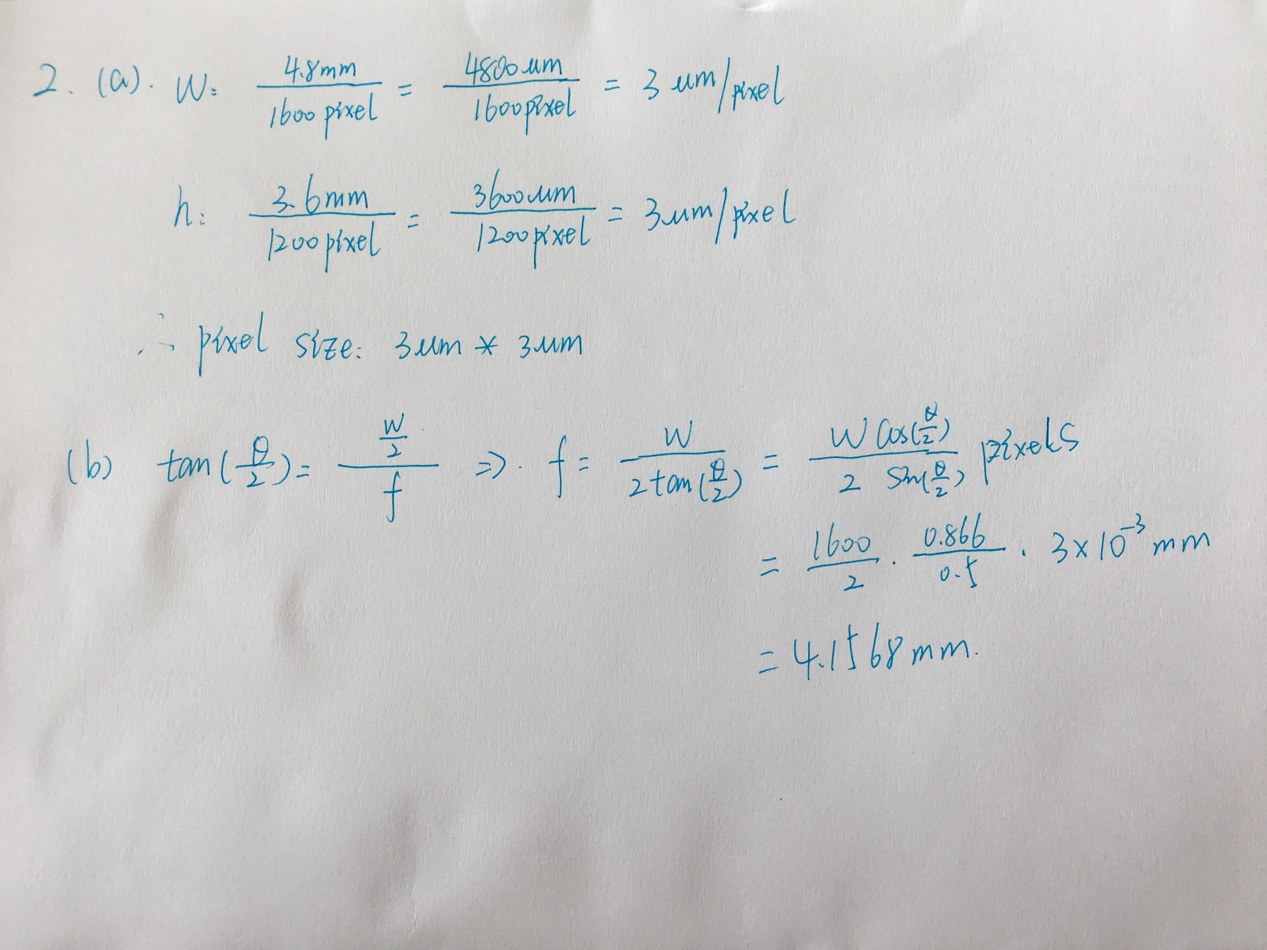 2. (a). W: 4.8mm / 1600 pixel = 4800 um / 1600 pixel = 3 um/pixel
h: 3.6mm / 1200 pixel = 3600 um / 1200 pixel = 3um/pixel
∴ pixel size: 3um * 3um
(b) tan(θ/2) = (W/2) / f => . f = W / 2tan(θ/2) = W Cos(θ/2) / 2 Sin(θ/2) pixels
= 1600/2 · 0.866/0.5 · 3×10⁻³ mm
= 4.1568 mm.